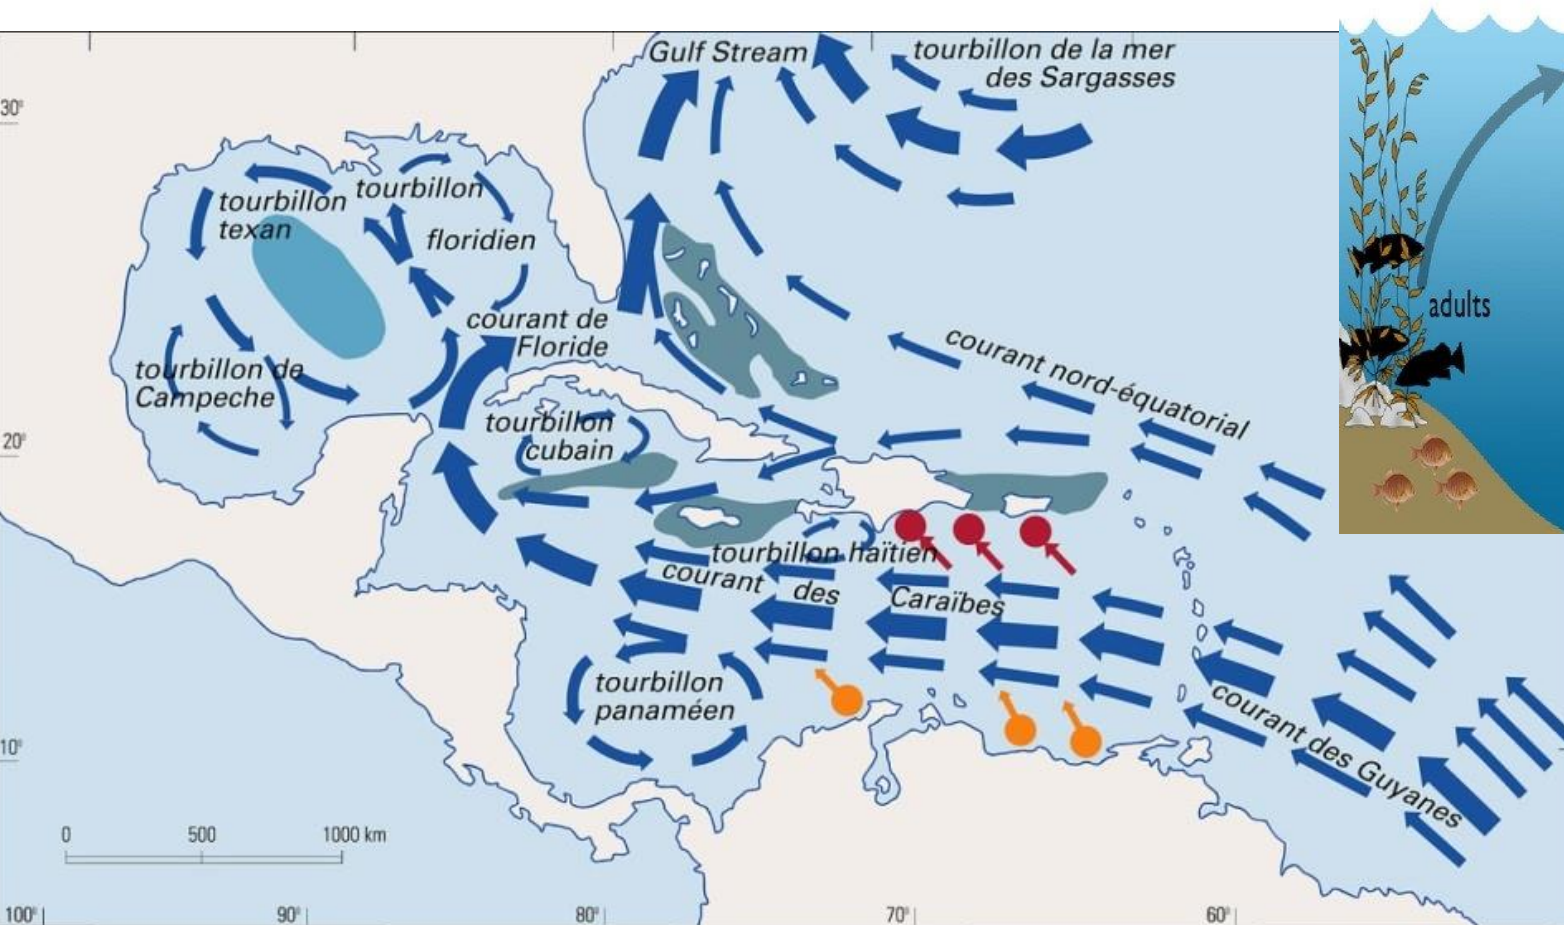 Gulf Stream
tourbillon de la mer
des Sargasses
30°
tourbillon
texan
tourbillon
floridien
adults
courant de
Floride
courant nord-équatorial
tourbillon de
Campeche
20°
tourbillon
cubain
tourbillon haïtien
courant des Caraïbes
tourbillon
panaméen
courant des Guyanes
10°
0 500 1000 km
100° 90° 80° 70° 60°